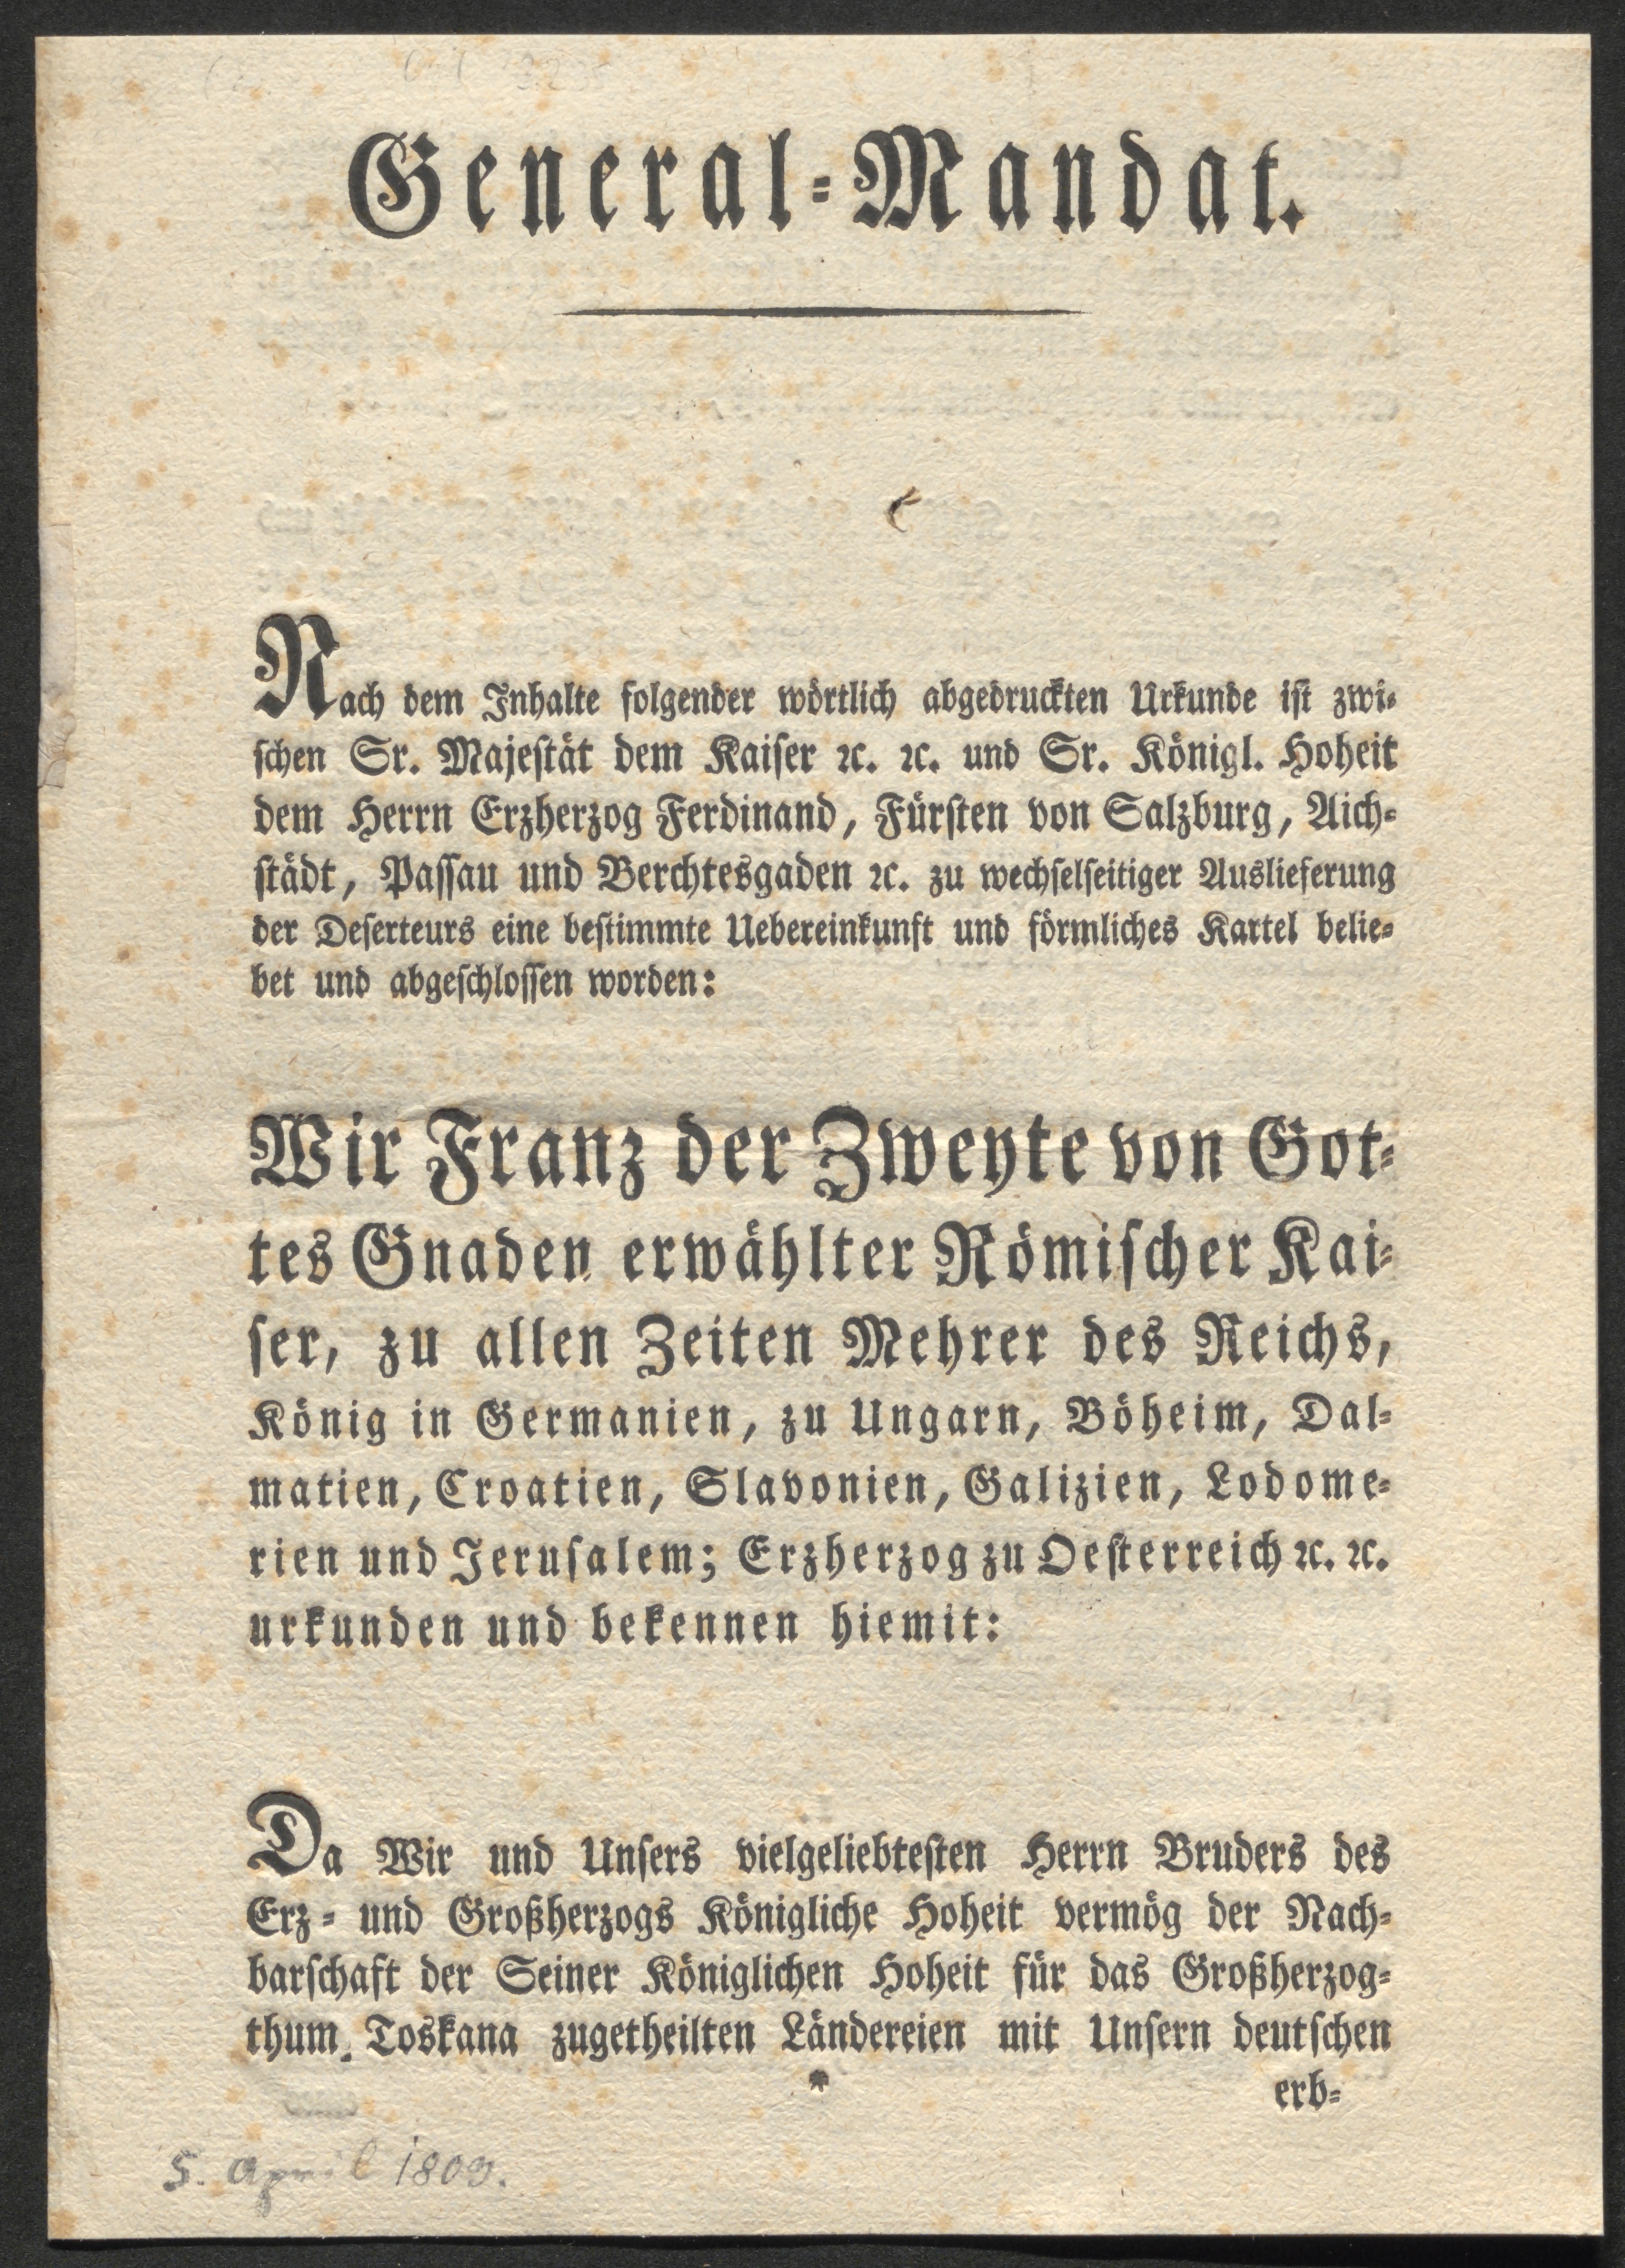 General-Mandat.
Nach dem Inhalte folgender wörtlich abgedruckten Urkunde ist zwi-
schen Sr. Majestät dem Kaiser ꝛc. ꝛc. und Sr. Königl. Hoheit
dem Herrn Erzherzog Ferdinand, Fürsten von Salzburg, Aich-
städt, Passau und Berchtesgaden ꝛc. zu wechselseitiger Auslieferung
der Deserteurs eine bestimmte Uebereinkunft und förmliches Kartel belie-
bet und abgeschlossen worden:
Wir Franz der Zweyte von Got-
tes Gnaden erwählter Römischer Kai-
ser, zu allen Zeiten Mehrer des Reichs,
König in Germanien, zu Ungarn, Böheim, Dal-
matien, Croatien, Slavonien, Galizien, Lodome-
rien und Jerusalem; Erzherzog zu Oesterreich ꝛc. ꝛc.
urkunden und bekennen hiemit:
Da Wir und Unsers vielgeliebtesten Herrn Bruders des
Erz- und Großherzogs Königliche Hoheit vermög der Nach-
barschaft der Seiner Königlichen Hoheit für das Großherzog-
thum. Toskana zugetheilten Ländereien mit Unsern deutschen
*
erb-
5. April